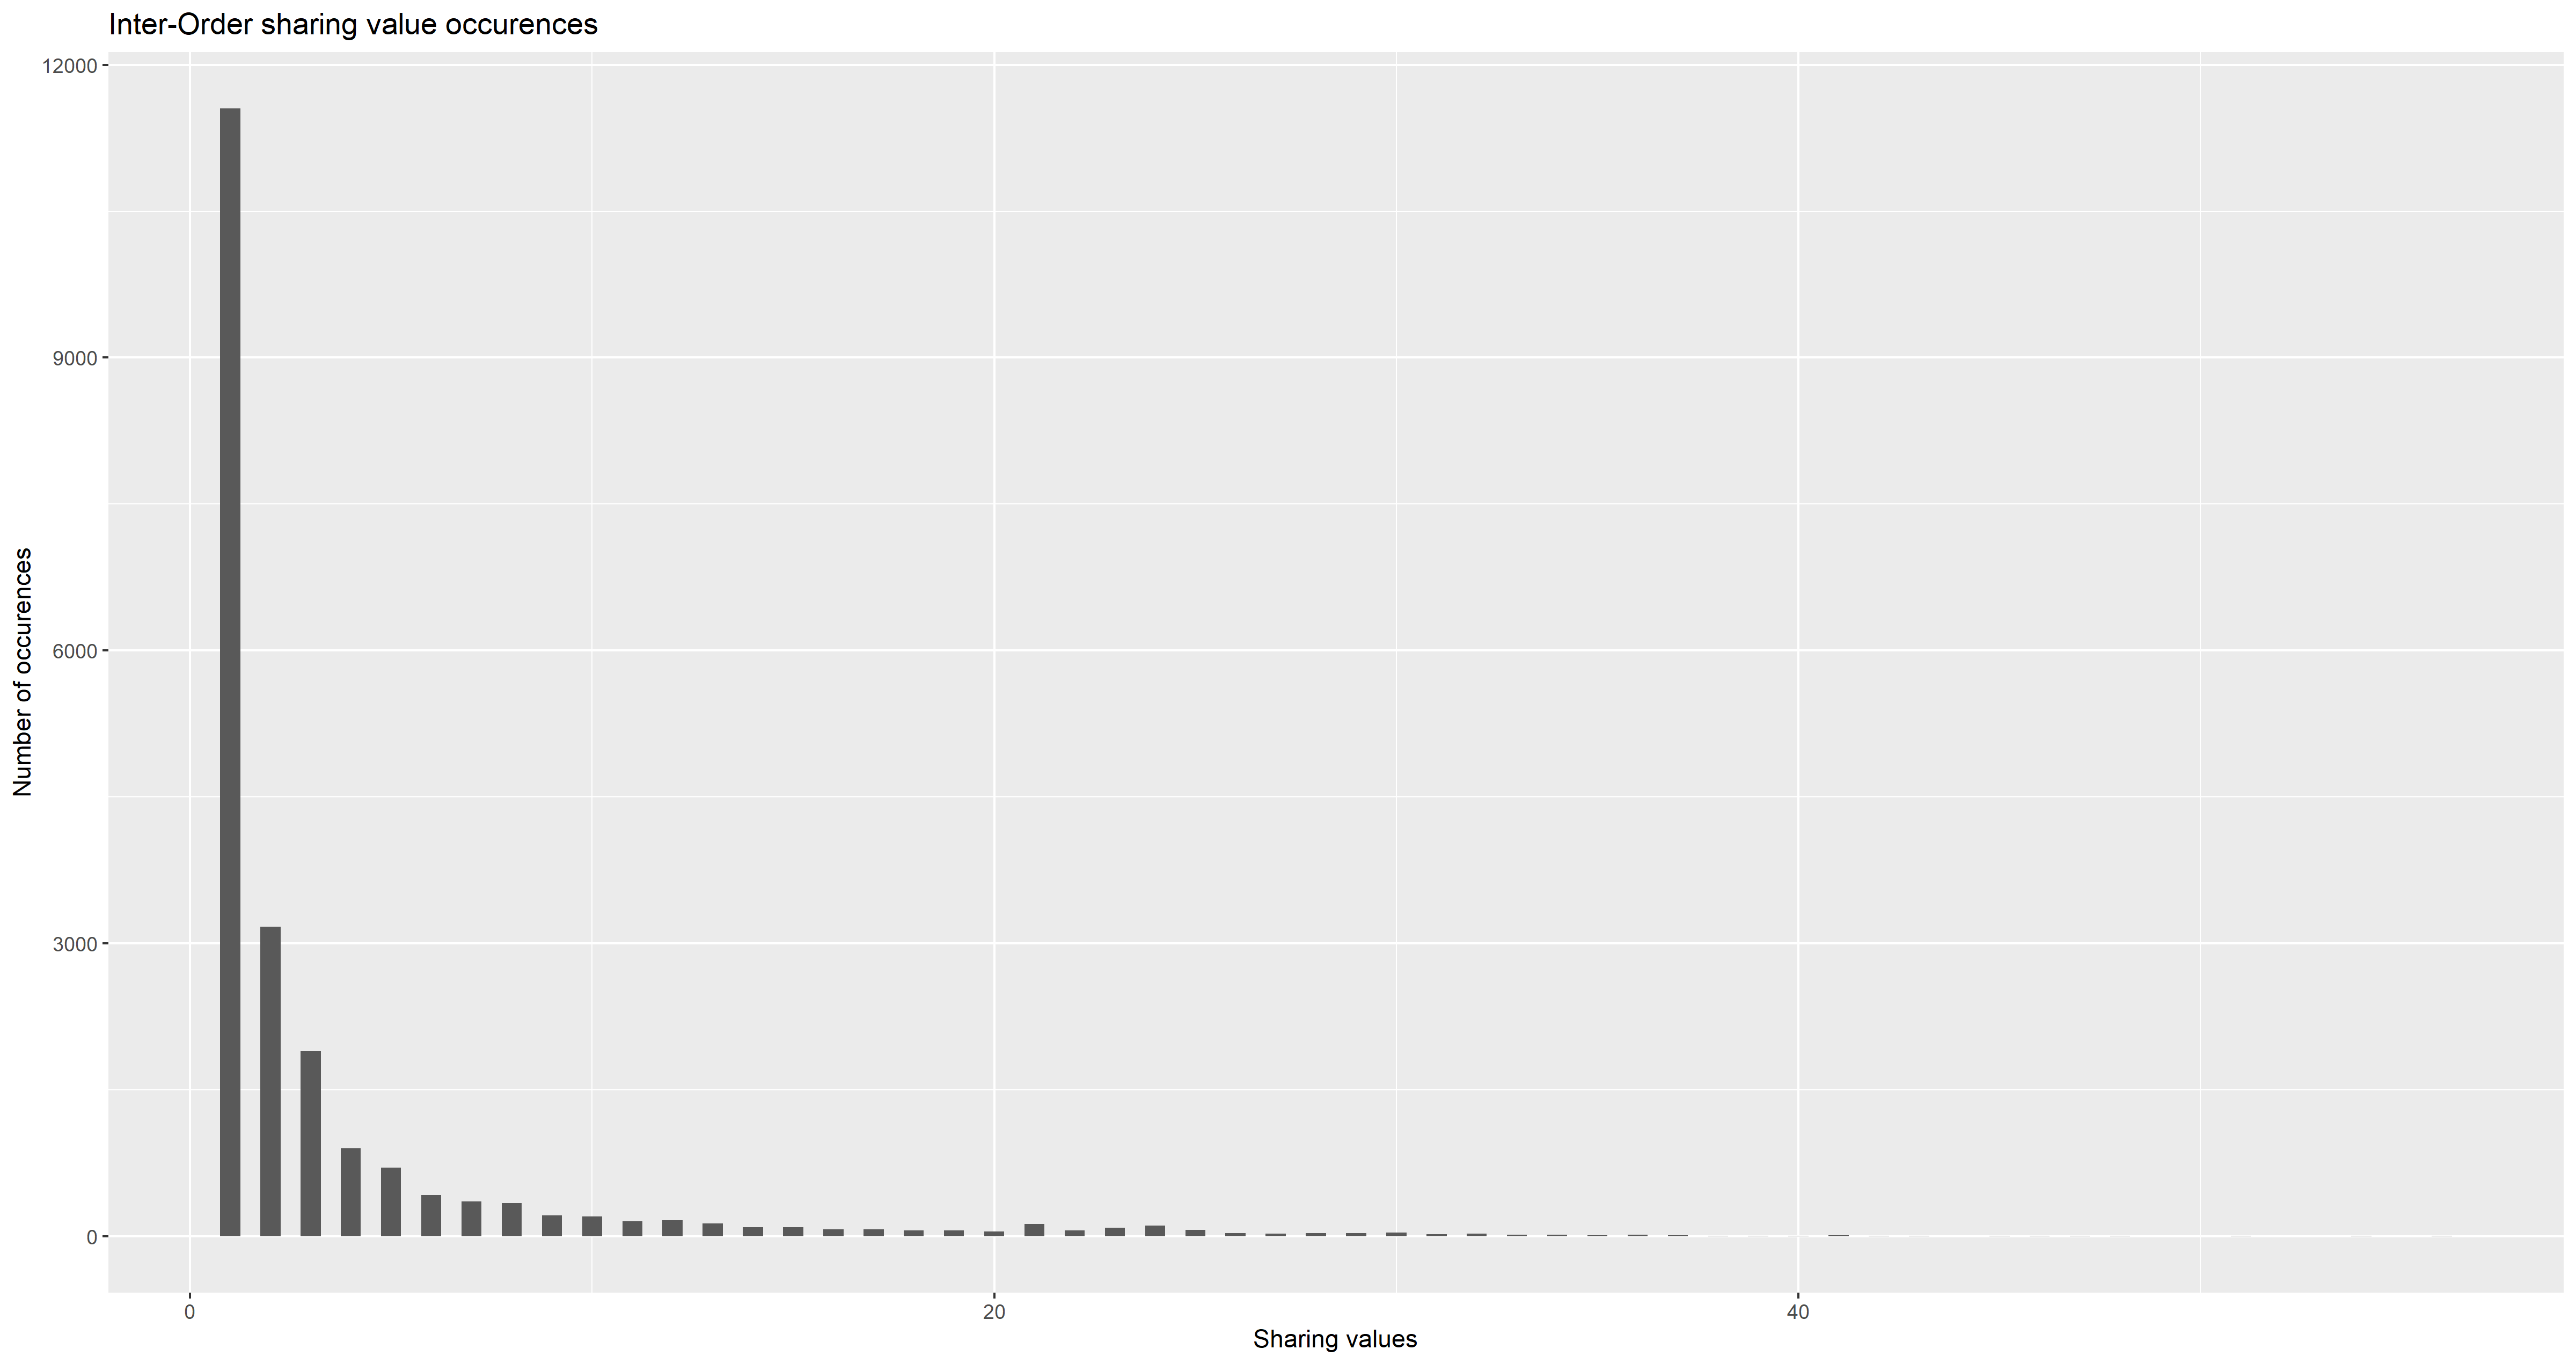 Inter-Order sharing value occurences
12000
9000
6000
3000
0
Number of occurences
0 20 40
Sharing values